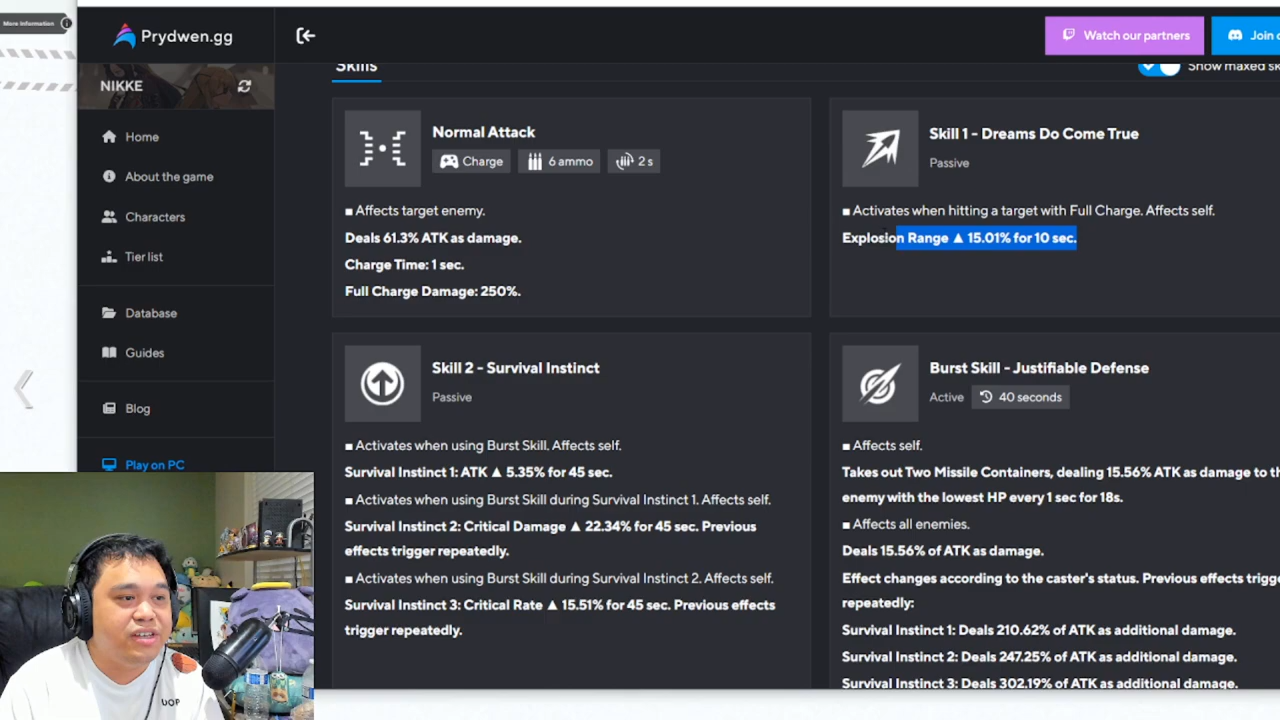 More Information
Prydwen.gg
Watch our partners
Join
NIKKE
Skills
Show maxed
Home
About the game
Characters
Tier list
Database
Guides
Blog
Play on PC
Normal Attack
Charge
6 ammo
2 s
■ Affects target enemy.
Deals 61.3% ATK as damage.
Charge Time: 1 sec.
Full Charge Damage: 250%.
Skill 1 - Dreams Do Come True
Passive
■ Activates when hitting a target with Full Charge. Affects self.
Explosion Range ▲ 15.01% for 10 sec.
Skill 2 - Survival Instinct
Passive
■ Activates when using Burst Skill. Affects self.
Survival Instinct 1: ATK ▲ 5.35% for 45 sec.
■ Activates when using Burst Skill during Survival Instinct 1. Affects self.
Survival Instinct 2: Critical Damage ▲ 22.34% for 45 sec. Previous
effects trigger repeatedly.
■ Activates when using Burst Skill during Survival Instinct 2. Affects self.
Survival Instinct 3: Critical Rate ▲ 15.51% for 45 sec. Previous effects
trigger repeatedly.
Burst Skill - Justifiable Defense
Active
40 seconds
■ Affects self.
Takes out Two Missile Containers, dealing 15.56% ATK as damage to
enemy with the lowest HP every 1 sec for 18s.
■ Affects all enemies.
Deals 15.56% of ATK as damage.
Effect changes according to the caster's status. Previous effects
repeatedly:
Survival Instinct 1: Deals 210.62% of ATK as additional damage.
Survival Instinct 2: Deals 247.25% of ATK as additional damage.
Survival Instinct 3: Deals 302.19% of ATK as additional damage.